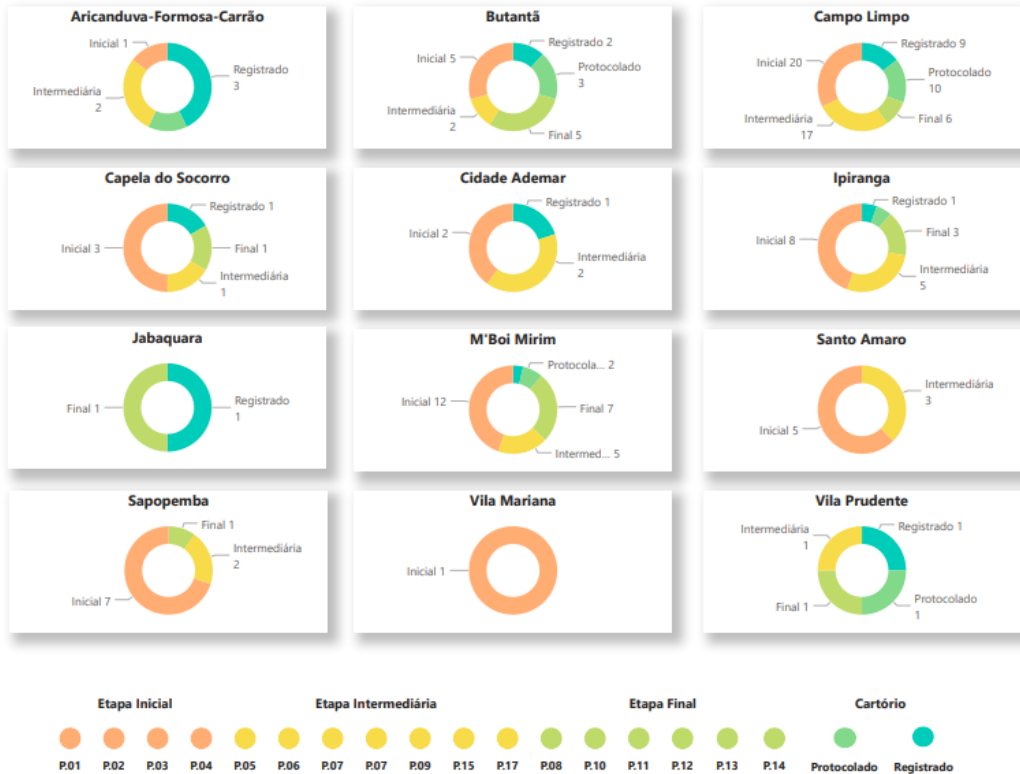 Aricanduva-Formosa-Carrão
Inicial 1
Registrado
3
Intermediária
2
Butantã
Registrado 2
Inicial 5
Protocolado
3
Intermediária
2
Final 5
Campo Limpo
Registrado 9
Inicial 20
Protocolado
10
Final 6
Intermediária
17
Capela do Socorro
Registrado 1
Inicial 3
Final 1
Intermediária
1
Cidade Ademar
Registrado 1
Inicial 2
Intermediária
2
Ipiranga
Registrado 1
Final 3
Inicial 8
Intermediária
5
Jabaquara
Final 1
Registrado
1
M'Boi Mirim
Protocola... 2
Inicial 12
Final 7
Intermed... 5
Santo Amaro
Intermediária
3
Inicial 5
Sapopemba
Final 1
Intermediária
2
Inicial 7
Vila Mariana
Inicial 1
Vila Prudente
Intermediária
1
Registrado 1
Final 1
Protocolado
1
Etapa Inicial Etapa Intermediária Etapa Final Cartório
P.01 P.02 P.03 P.04 P.05 P.06 P.07 P.07 P.09 P.15 P.17 P.08 P.10 P.11 P.12 P.13 P.14 Protocolado Registrado